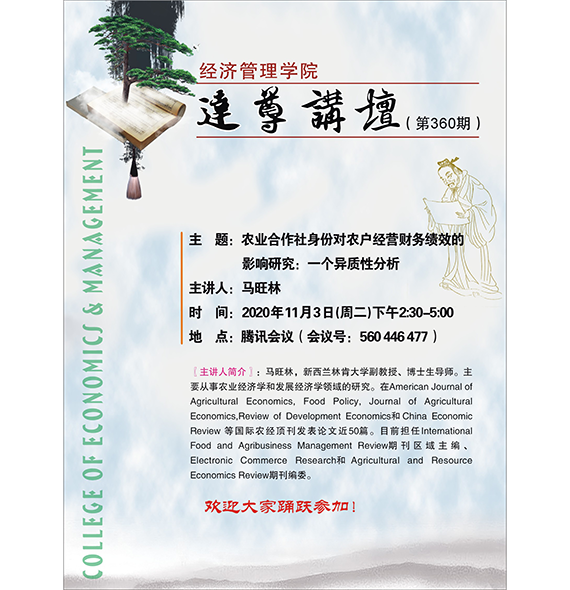 经济管理学院
達尊講壇（第360期）
主　题：农业合作社身份对农户经营财务绩效的
影响研究：一个异质性分析
主讲人：马旺林
时　间：2020年11月3日(周二)下午2:30-5:00
地　点：腾讯会议（会议号：560 446 477）
〖主讲人简介〗：马旺林，新西兰林肯大学副教授、博士生导师。主
要从事农业经济学和发展经济学领域的研究。在American Journal of
Agricultural Economics, Food Policy, Journal of Agricultural
Economics,Review of Development Economics和China Economic
Review 等国际农经顶刊发表论文近50篇。目前担任International
Food and Agribusiness Management Review期刊区域主编、
Electronic Commerce Research和 Agricultural and Resource
Economics Review期刊编委。
欢迎大家踊跃参加!
COLLEGE OF ECONOMICS & MANAGEMENT